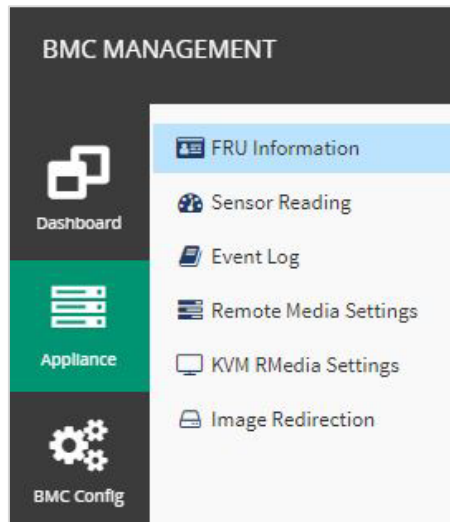 BMC MANAGEMENT
Dashboard
Appliance
BMC Config
FRU Information
Sensor Reading
Event Log
Remote Media Settings
KVM RMedia Settings
Image Redirection